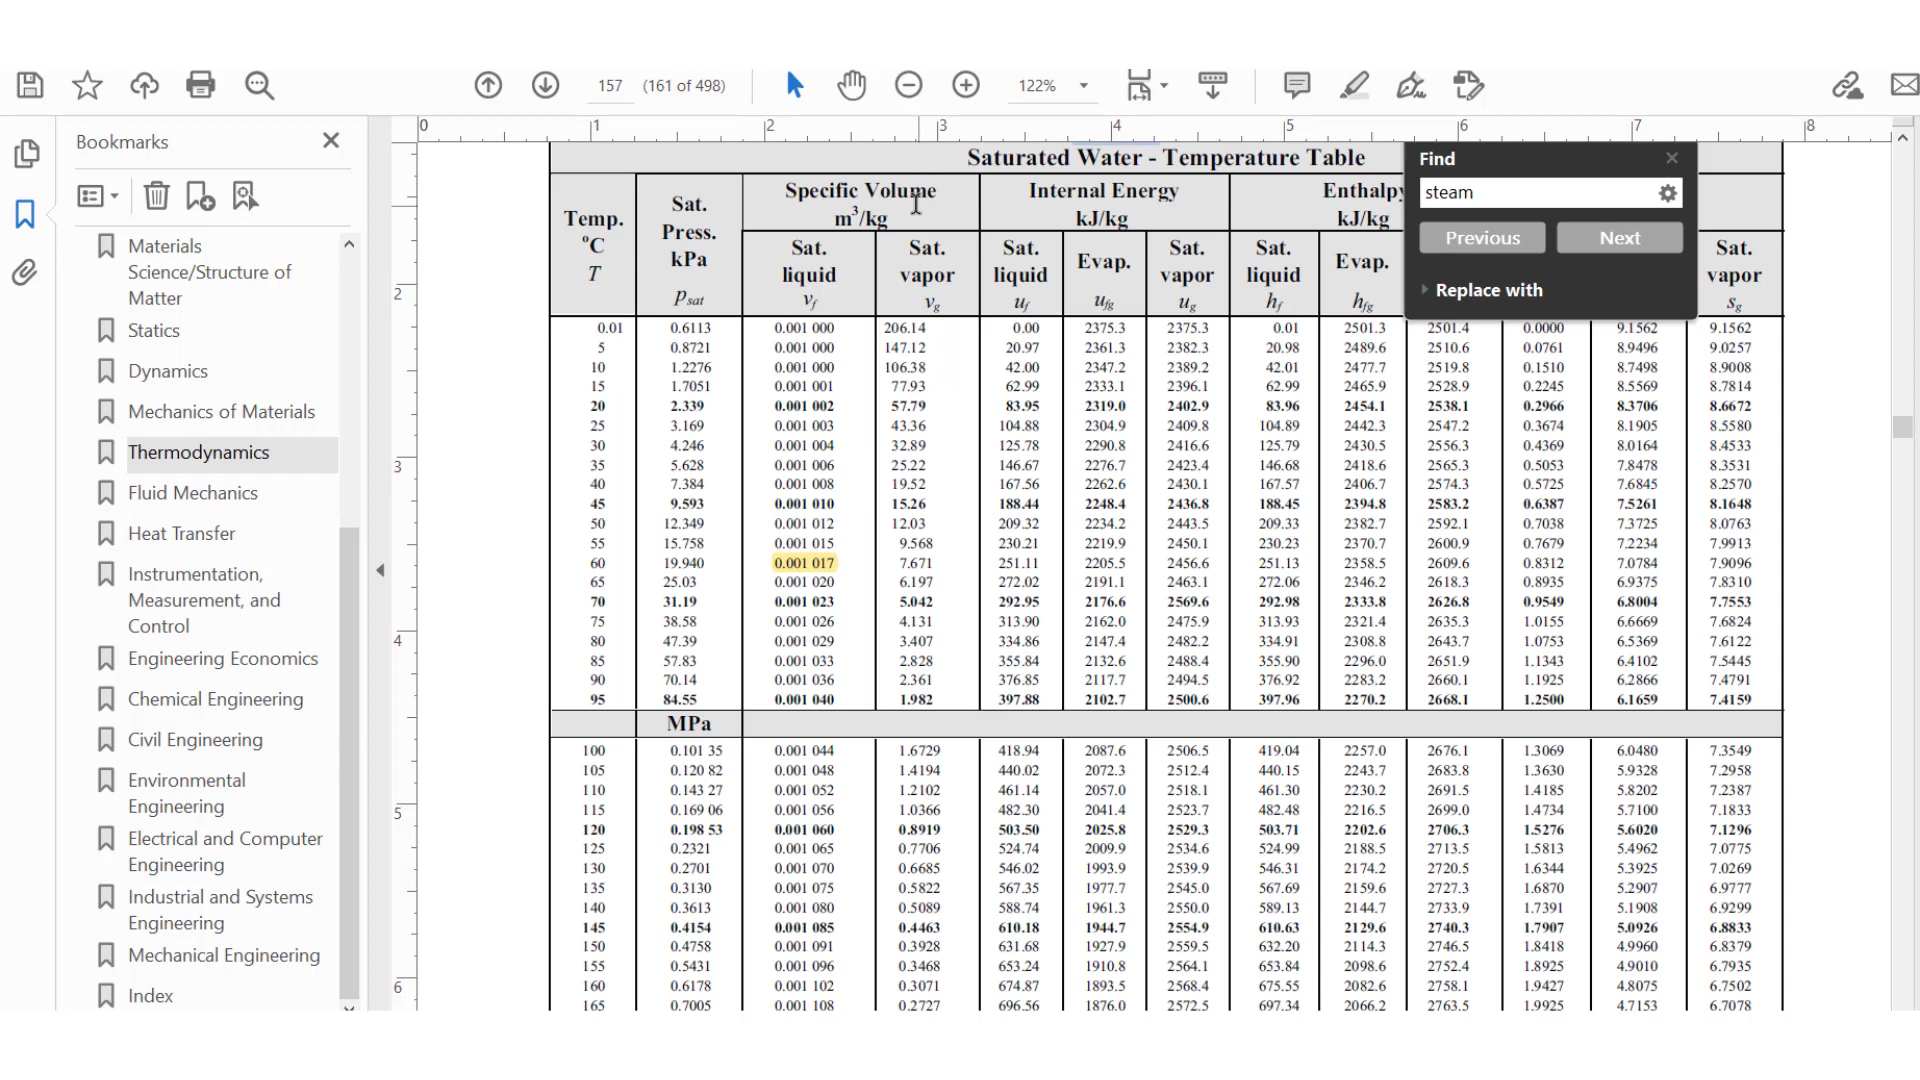 157 (161 of 498) 122%
Bookmarks
Materials
Science/Structure of
Matter
Statics
Dynamics
Mechanics of Materials
Thermodynamics
Fluid Mechanics
Heat Transfer
Instrumentation,
Measurement, and
Control
Engineering Economics
Chemical Engineering
Civil Engineering
Environmental
Engineering
Electrical and Computer
Engineering
Industrial and Systems
Engineering
Mechanical Engineering
Index
0 1 2 3 4 5 6 7 8
2
3
4
5
6
Find
steam
Previous Next
Replace with
Saturated Water - Temperature Table
Temp.
°C
T
Sat.
Press.
kPa
p_sat
Specific Volume
m³/kg
Internal Energy
kJ/kg
Enthalpy
kJ/kg
Sat.
liquid
v_f
Sat.
vapor
v_g
Sat.
liquid
u_f
Evap.
u_fg
Sat.
vapor
u_g
Sat.
liquid
h_f
Evap.
h_fg
Sat.
vapor
s_g
0.01 0.6113 0.001 000 206.14 0.00 2375.3 2375.3 0.01 2501.3 2501.4 0.0000 9.1562 9.1562
5 0.8721 0.001 000 147.12 20.97 2361.3 2382.3 20.98 2489.6 2510.6 0.0761 8.9496 9.0257
10 1.2276 0.001 000 106.38 42.00 2347.2 2389.2 42.01 2477.7 2519.8 0.1510 8.7498 8.9008
15 1.7051 0.001 001 77.93 62.99 2333.1 2396.1 62.99 2465.9 2528.9 0.2245 8.5569 8.7814
20 2.339 0.001 002 57.79 83.95 2319.0 2402.9 83.96 2454.1 2538.1 0.2966 8.3706 8.6672
25 3.169 0.001 003 43.36 104.88 2304.9 2409.8 104.89 2442.3 2547.2 0.3674 8.1905 8.5580
30 4.246 0.001 004 32.89 125.78 2290.8 2416.6 125.79 2430.5 2556.3 0.4369 8.0164 8.4533
35 5.628 0.001 006 25.22 146.67 2276.7 2423.4 146.68 2418.6 2565.3 0.5053 7.8478 8.3531
40 7.384 0.001 008 19.52 167.56 2262.6 2430.1 167.57 2406.7 2574.3 0.5725 7.6845 8.2570
45 9.593 0.001 010 15.26 188.44 2248.4 2436.8 188.45 2394.8 2583.2 0.6387 7.5261 8.1648
50 12.349 0.001 012 12.03 209.32 2234.2 2443.5 209.33 2382.7 2592.1 0.7038 7.3725 8.0763
55 15.758 0.001 015 9.568 230.21 2219.9 2450.1 230.23 2370.7 2600.9 0.7679 7.2234 7.9913
60 19.940 0.001 017 7.671 251.11 2205.5 2456.6 251.13 2358.5 2609.6 0.8312 7.0784 7.9096
65 25.03 0.001 020 6.197 272.02 2191.1 2463.1 272.06 2346.2 2618.3 0.8935 6.9375 7.8310
70 31.19 0.001 023 5.042 292.95 2176.6 2569.6 292.98 2333.8 2626.8 0.9549 6.8004 7.7553
75 38.58 0.001 026 4.131 313.90 2162.0 2475.9 313.93 2321.4 2635.3 1.0155 6.6669 7.6824
80 47.39 0.001 029 3.407 334.86 2147.4 2482.2 334.91 2308.8 2643.7 1.0753 6.5369 7.6122
85 57.83 0.001 033 2.828 355.84 2132.6 2488.4 355.90 2296.0 2651.9 1.1343 6.4102 7.5445
90 70.14 0.001 036 2.361 376.85 2117.7 2494.5 376.92 2283.2 2660.1 1.1925 6.2866 7.4791
95 84.55 0.001 040 1.982 397.88 2102.7 2500.6 397.96 2270.2 2668.1 1.2500 6.1659 7.4159
MPa
100 0.101 35 0.001 044 1.6729 418.94 2087.6 2506.5 419.04 2257.0 2676.1 1.3069 6.0480 7.3549
105 0.120 82 0.001 048 1.4194 440.02 2072.3 2512.4 440.15 2243.7 2683.8 1.3630 5.9328 7.2958
110 0.143 27 0.001 052 1.2102 461.14 2057.0 2518.1 461.30 2230.2 2691.5 1.4185 5.8202 7.2387
115 0.169 06 0.001 056 1.0366 482.30 2041.4 2523.7 482.48 2216.5 2699.0 1.4734 5.7100 7.1833
120 0.198 53 0.001 060 0.8919 503.50 2025.8 2529.3 503.71 2202.6 2706.3 1.5276 5.6020 7.1296
125 0.2321 0.001 065 0.7706 524.74 2009.9 2534.6 524.99 2188.5 2713.5 1.5813 5.4962 7.0775
130 0.2701 0.001 070 0.6685 546.02 1993.9 2539.9 546.31 2174.2 2720.5 1.6344 5.3925 7.0269
135 0.3130 0.001 075 0.5822 567.35 1977.7 2545.0 567.69 2159.6 2727.3 1.6870 5.2907 6.9777
140 0.3613 0.001 080 0.5089 588.74 1961.3 2550.0 589.13 2144.7 2733.9 1.7391 5.1908 6.9299
145 0.4154 0.001 085 0.4463 610.18 1944.7 2554.9 610.63 2129.6 2740.3 1.7907 5.0926 6.8833
150 0.4758 0.001 091 0.3928 631.68 1927.9 2559.5 632.20 2114.3 2746.5 1.8418 4.9960 6.8379
155 0.5431 0.001 096 0.3468 653.24 1910.8 2564.1 653.84 2098.6 2752.4 1.8925 4.9010 6.7935
160 0.6178 0.001 102 0.3071 674.87 1893.5 2568.4 675.55 2082.6 2758.1 1.9427 4.8075 6.7502
165 0.7005 0.001 108 0.2727 696.56 1876.0 2572.5 697.34 2066.2 2763.5 1.9925 4.7153 6.7078